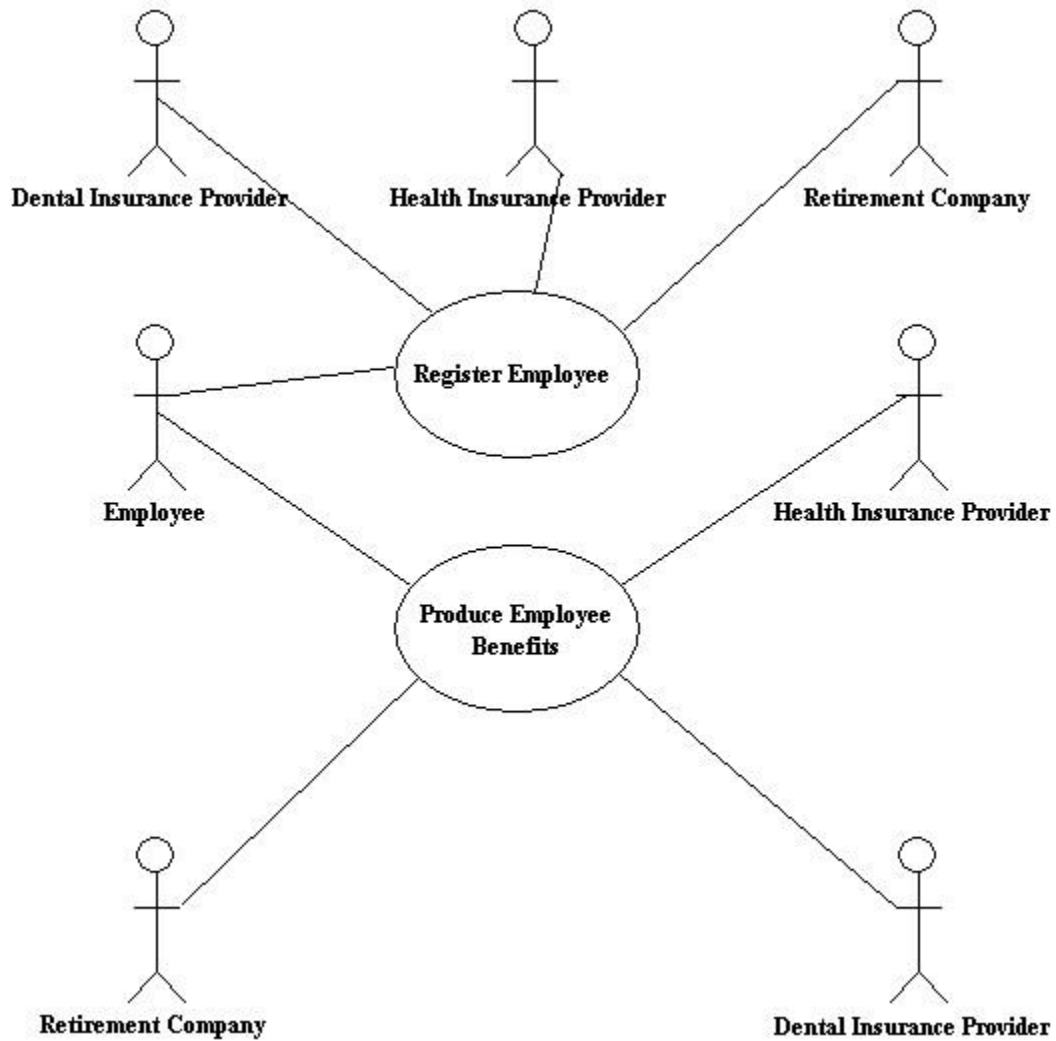 Dental Insurance Provider
Health Insurance Provider
Retirement Company
Register Employee
Employee
Health Insurance Provider
Produce Employee
Benefits
Retirement Company
Dental Insurance Provider